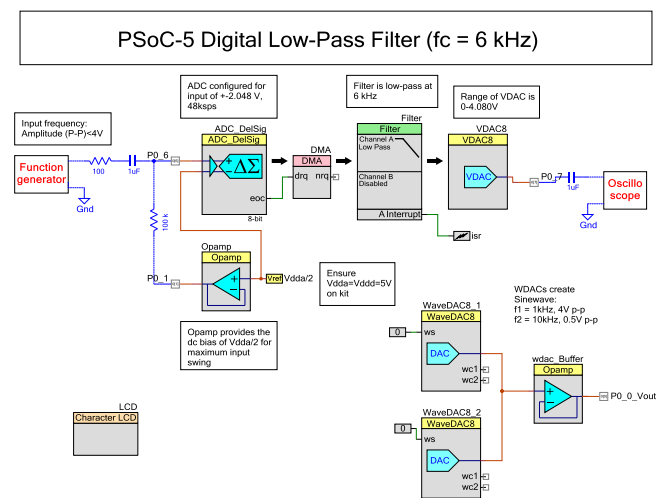 PSoC-5 Digital Low-Pass Filter (fc = 6 kHz)
ADC configured for
input of +-2.048 V,
48ksps
Filter is low-pass at
6 kHz
Range of VDAC is
0-4.080V
Input frequency:
Amplitude (P-P)<4V
Function
generator
Gnd
100
1uF
P0_6
100 k
P0_1
ADC_DelSig
ADC_DelSig
ΔΣ
eoc
8-bit
DMA
DMA
drq nrq
Filter
Filter
Channel A
Low Pass
Channel B
Disabled
A Interrupt
isr
VDAC8
VDAC8
VDAC
P0_7
1uF
Gnd
Oscillo
scope
Opamp
Opamp
Vref Vdda/2
Ensure
Vdda=Vddd=5V
on kit
Opamp provides the
dc bias of Vdda/2 for
maximum input
swing
WDACs create
Sinewave:
f1 = 1kHz, 4V p-p
f2 = 10kHz, 0.5V p-p
WaveDAC8_1
WaveDAC8
0
ws
DAC
wc1
wc2
wdac_Buffer
Opamp
P0_0_Vout
LCD
Character LCD
WaveDAC8_2
WaveDAC8
0
ws
DAC
wc1
wc2